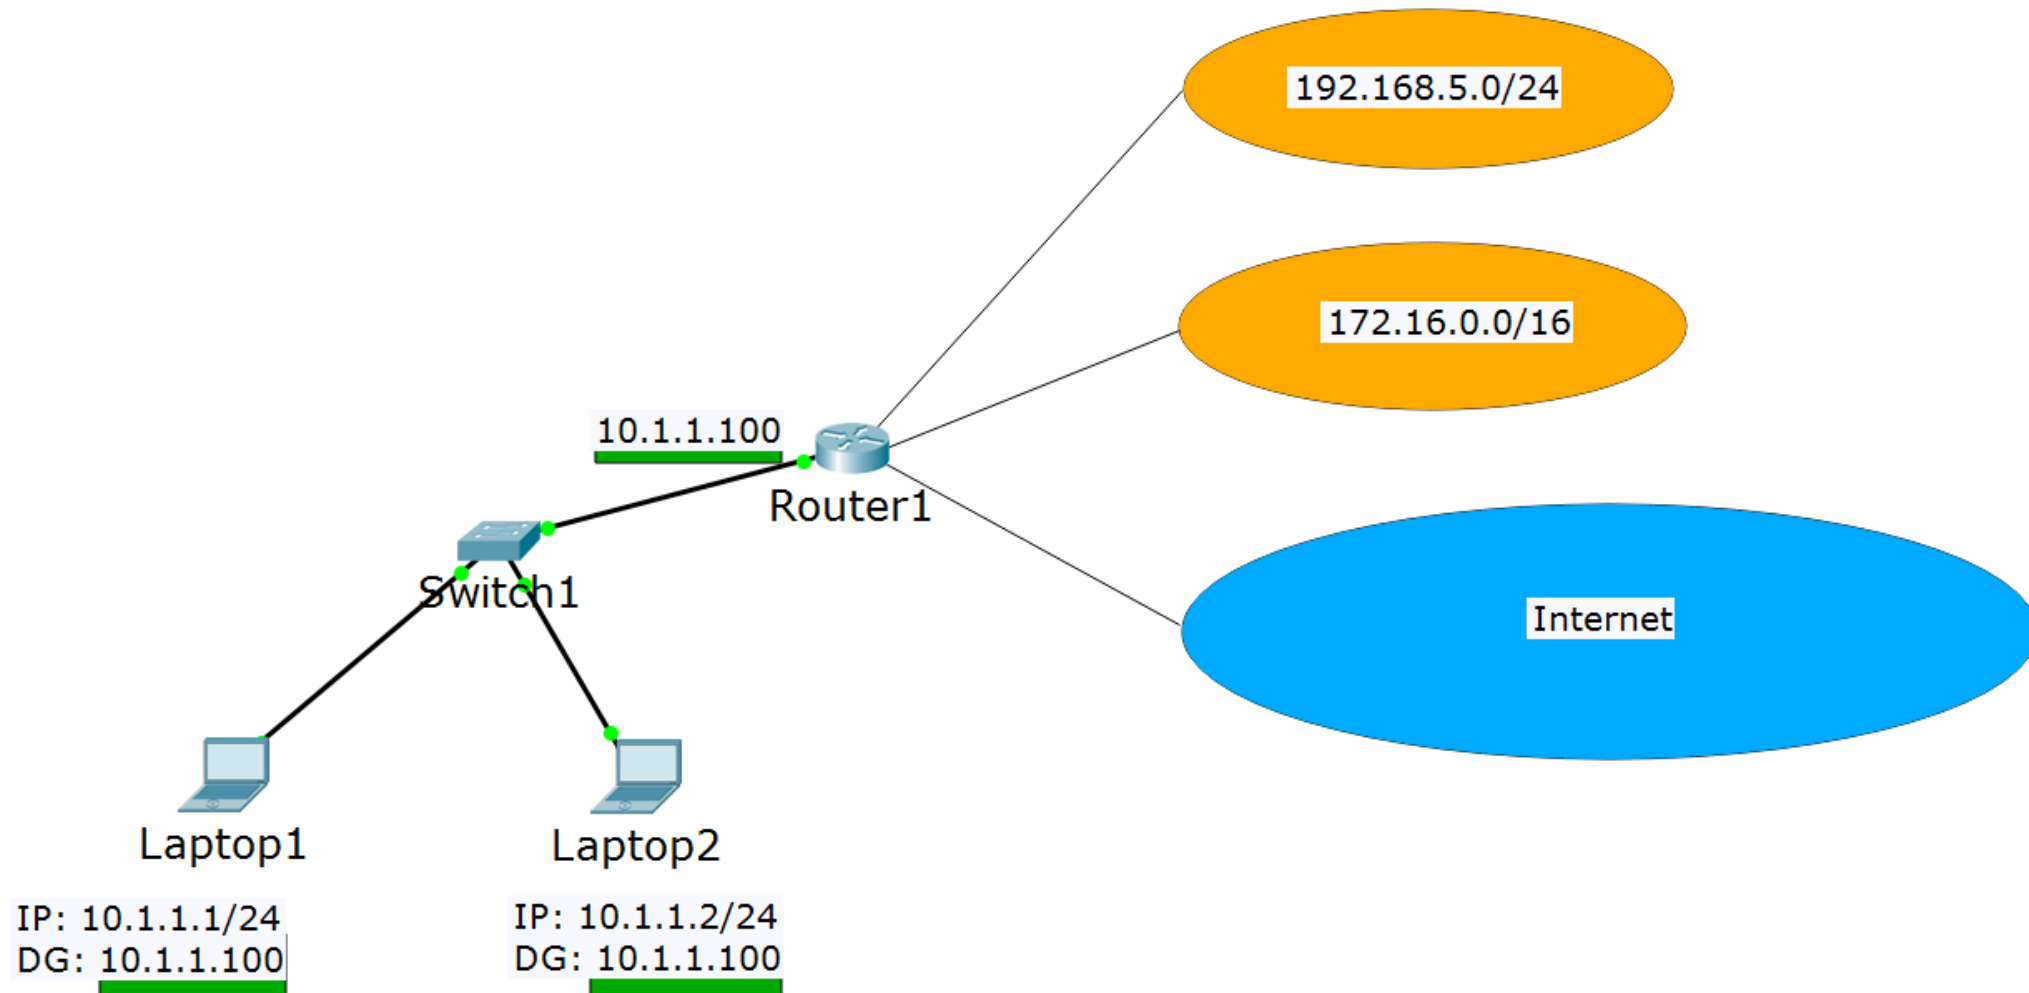 192.168.5.0/24
172.16.0.0/16
10.1.1.100
Router1
Switch1
Internet
Laptop1
Laptop2
IP: 10.1.1.1/24
DG: 10.1.1.100
IP: 10.1.1.2/24
DG: 10.1.1.100